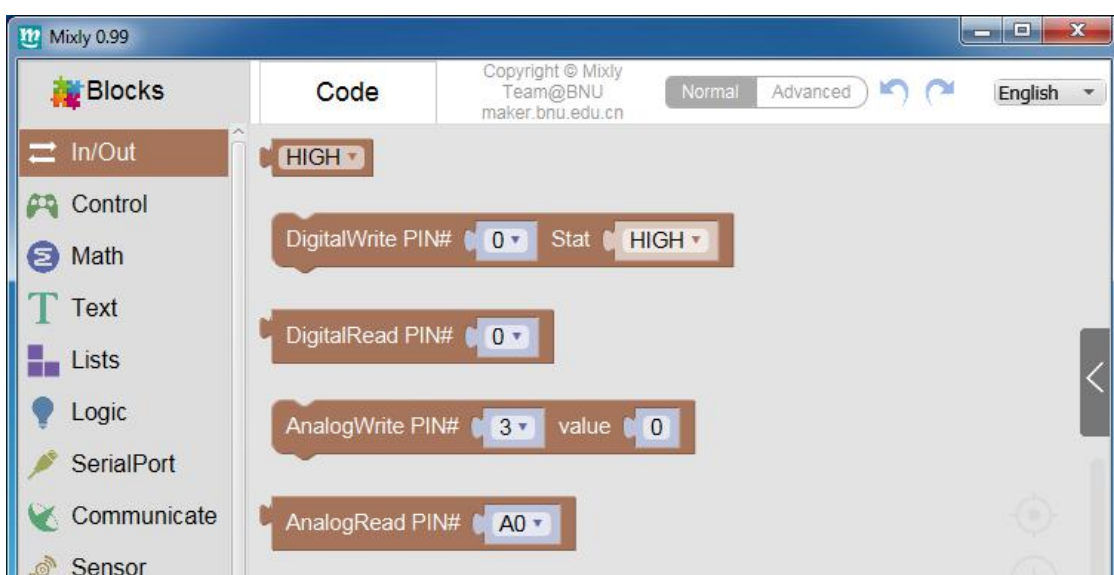 Mixly 0.99
Blocks
Code
Copyright © Mixly
Team@BNU
maker.bnu.edu.cn
Normal
Advanced
English
In/Out
Control
Math
Text
Lists
Logic
SerialPort
Communicate
Sensor
HIGH
DigitalWrite PIN# 0 Stat HIGH
DigitalRead PIN# 0
AnalogWrite PIN# 3 value 0
AnalogRead PIN# A0